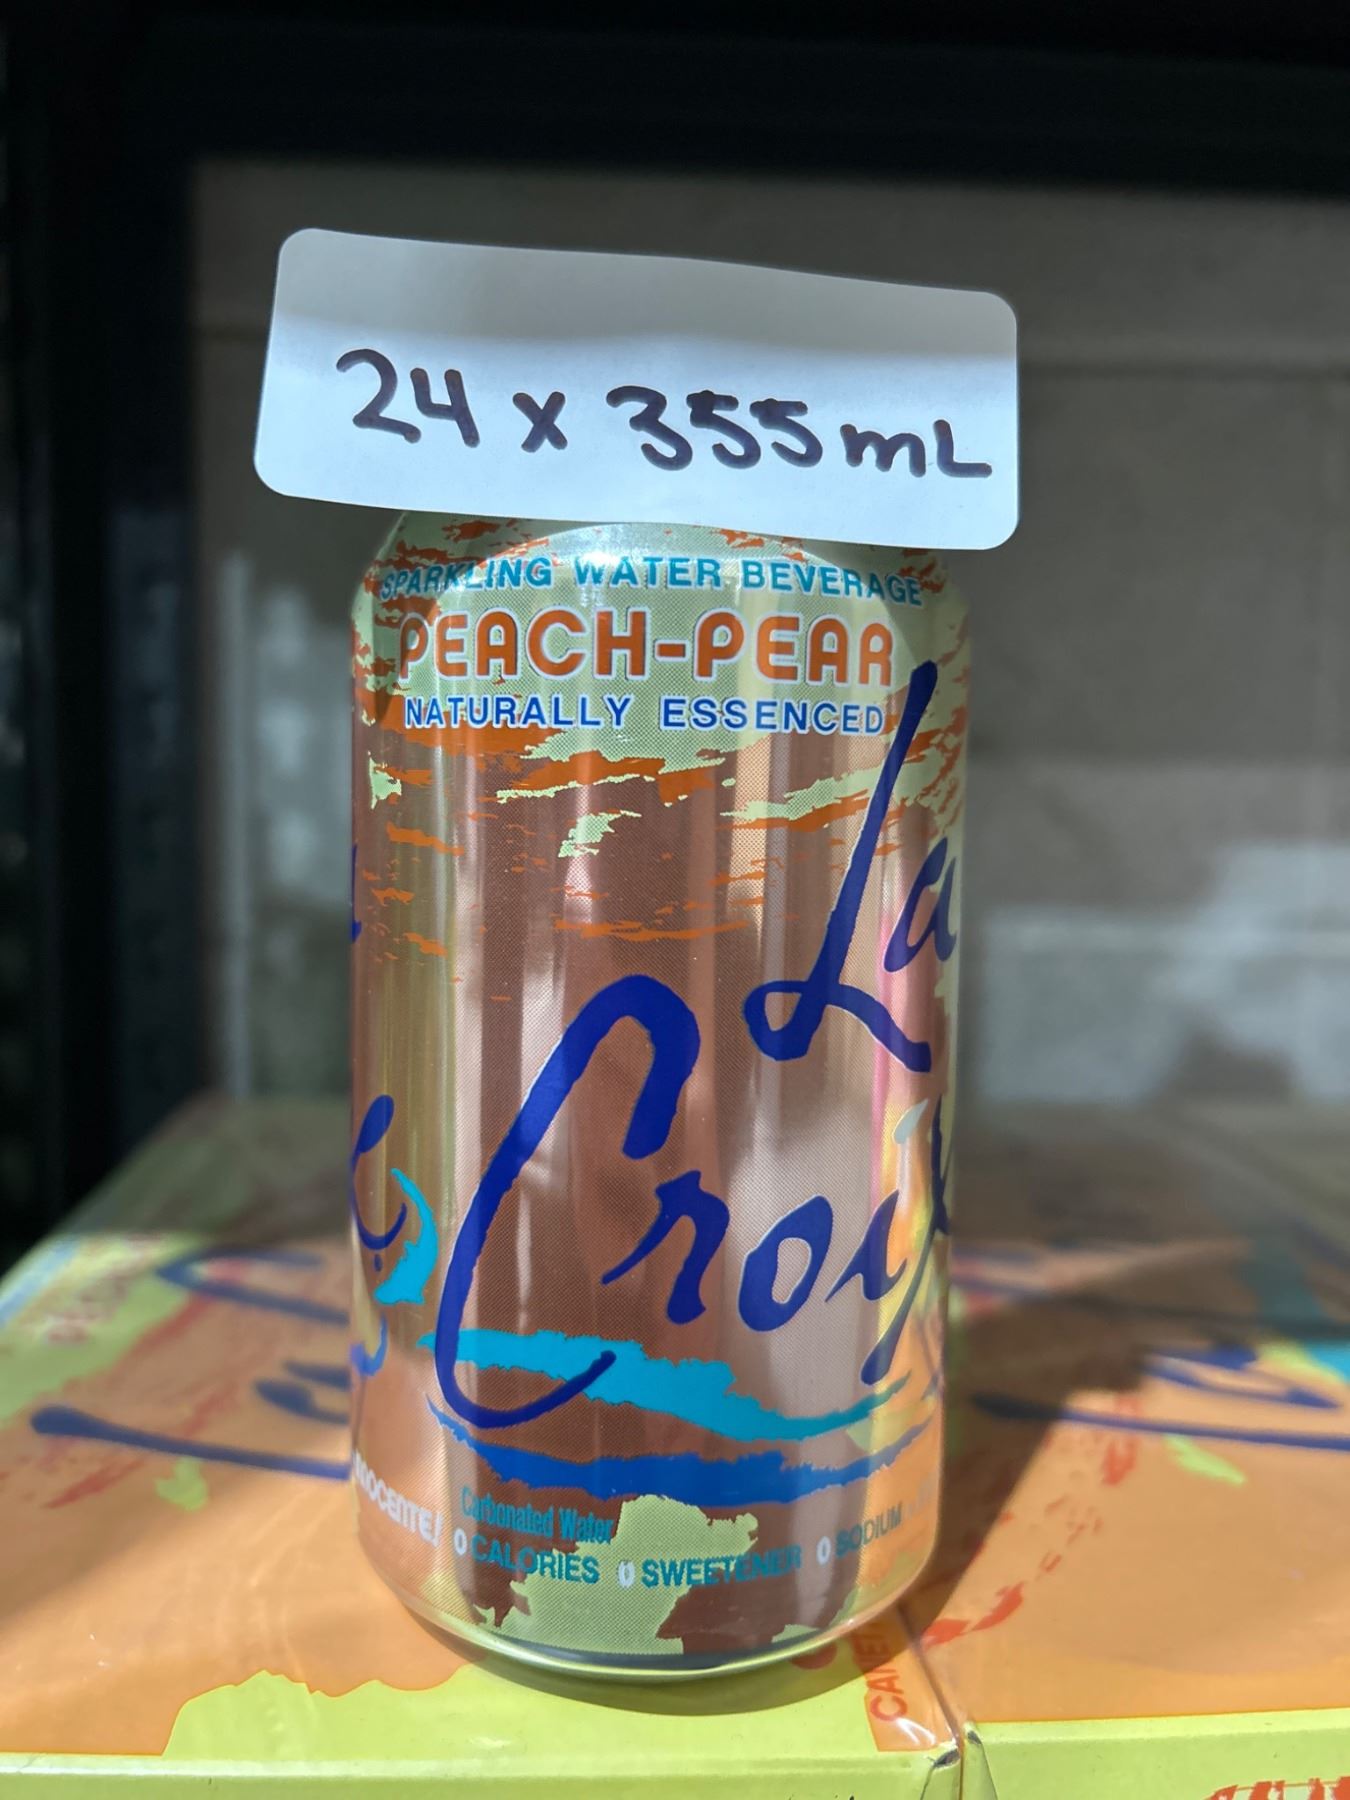 24 x 355mL
SPARKLING WATER BEVERAGE
PEACH-PEAR
NATURALLY ESSENCED
La
Croix
Carbonated Water
0 CALORIES 0 SWEETENER 0 SODIUM